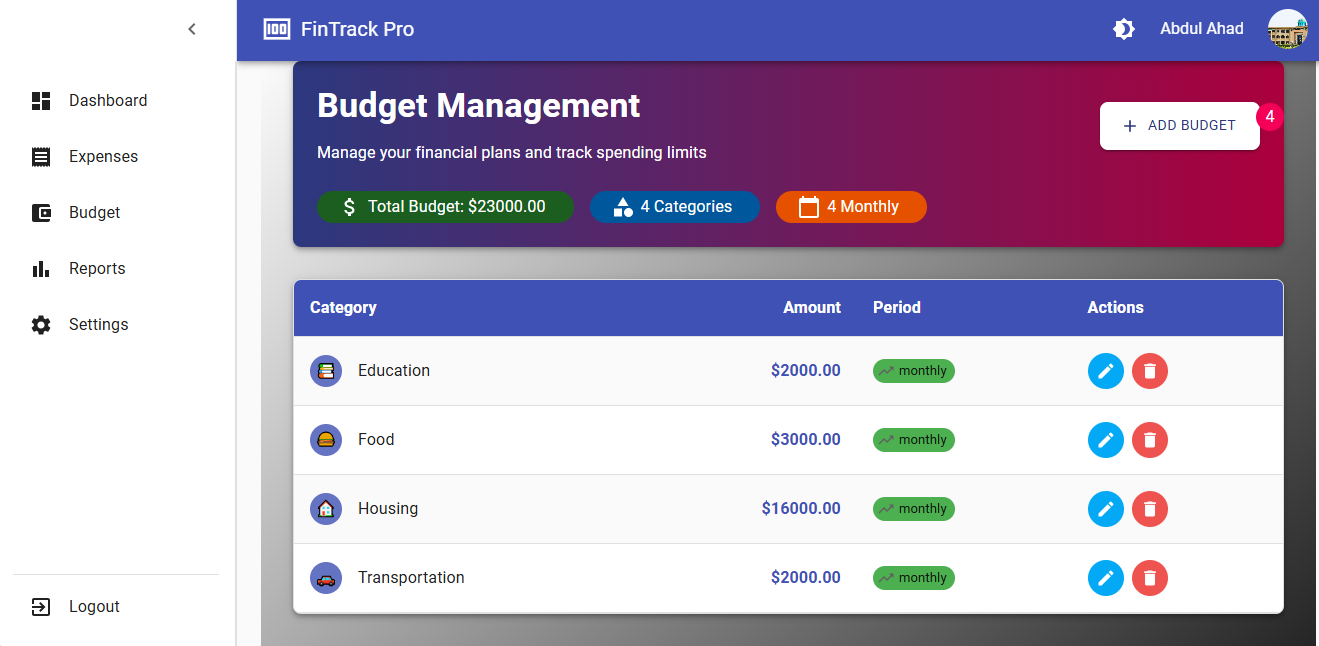 FinTrack Pro
Abdul Ahad
Dashboard
Expenses
Budget
Reports
Settings
Logout
Budget Management
Manage your financial plans and track spending limits
ADD BUDGET
4
Total Budget: $23000.00
4 Categories
4 Monthly
Category Amount Period Actions
Education $2000.00 monthly
Food $3000.00 monthly
Housing $16000.00 monthly
Transportation $2000.00 monthly